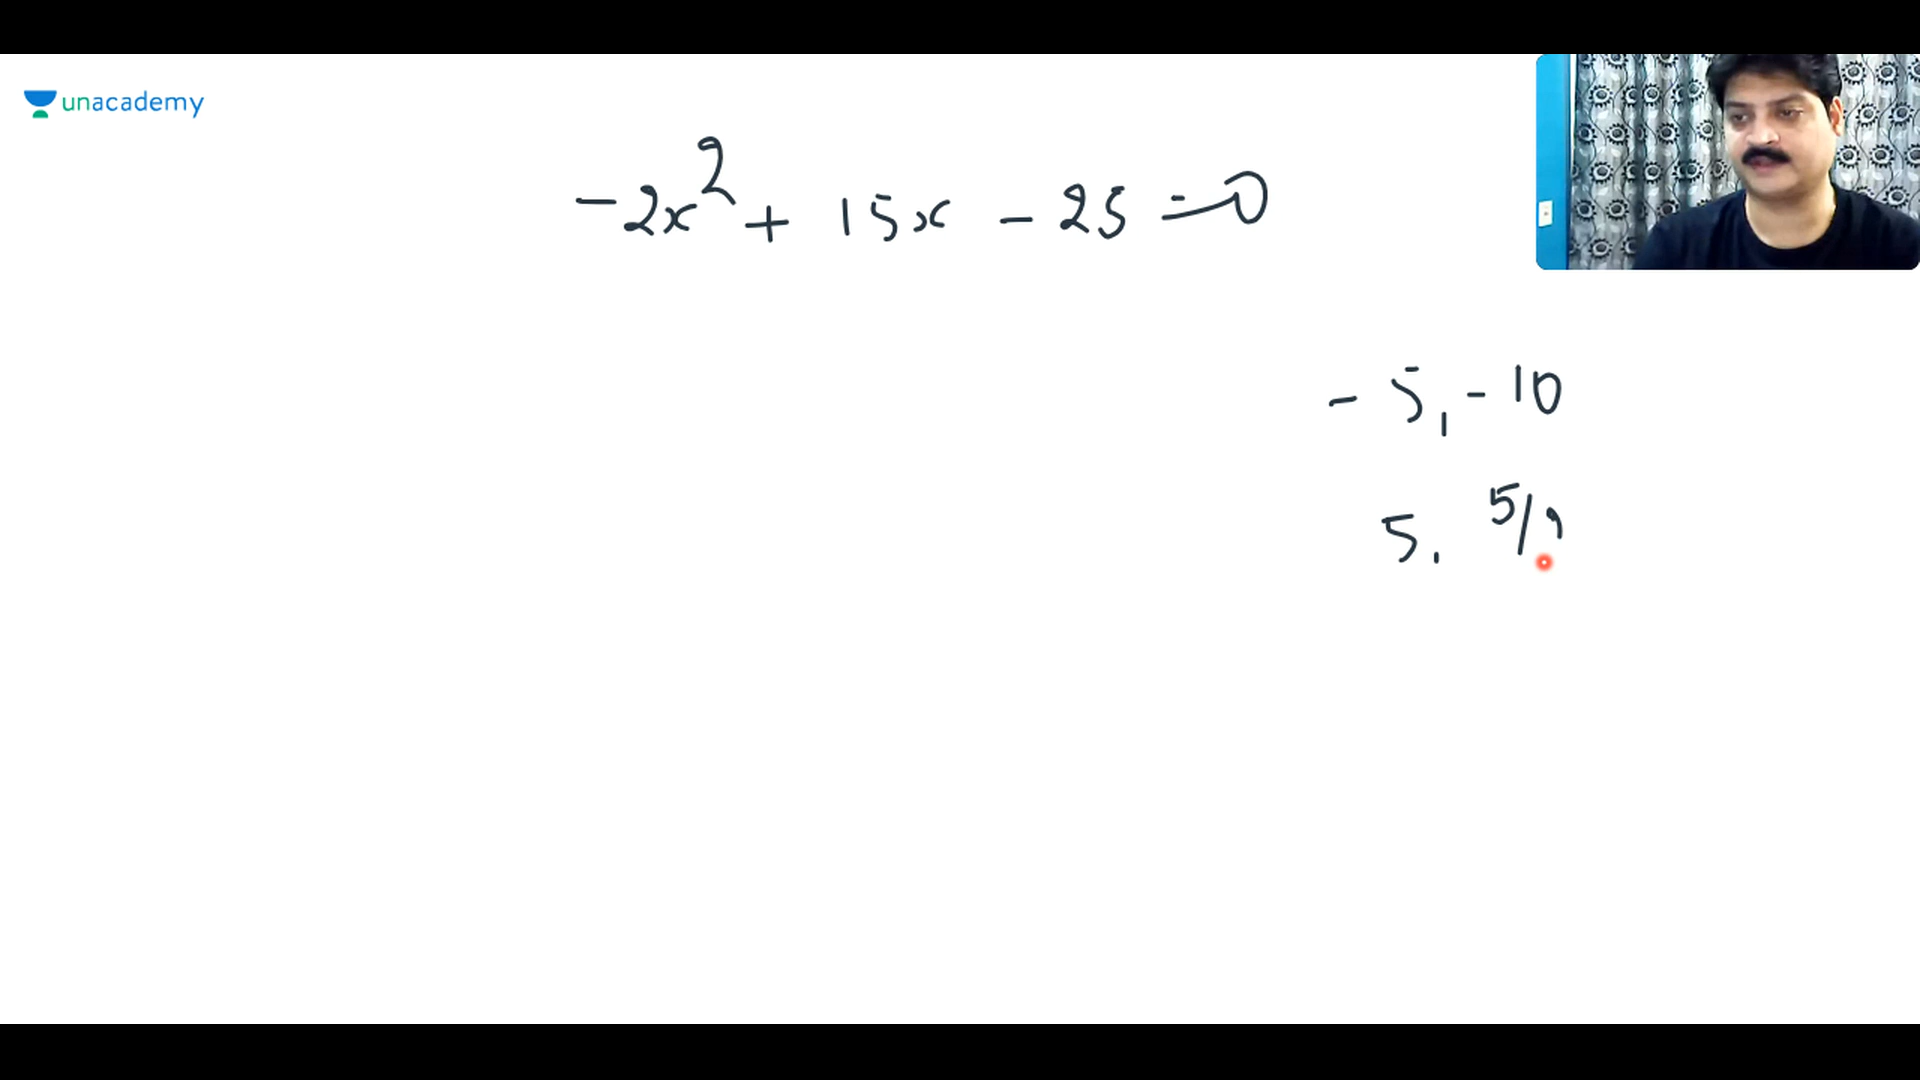 unacademy
-2x² + 15x - 25 = 0
- 5, - 10
5, 5/